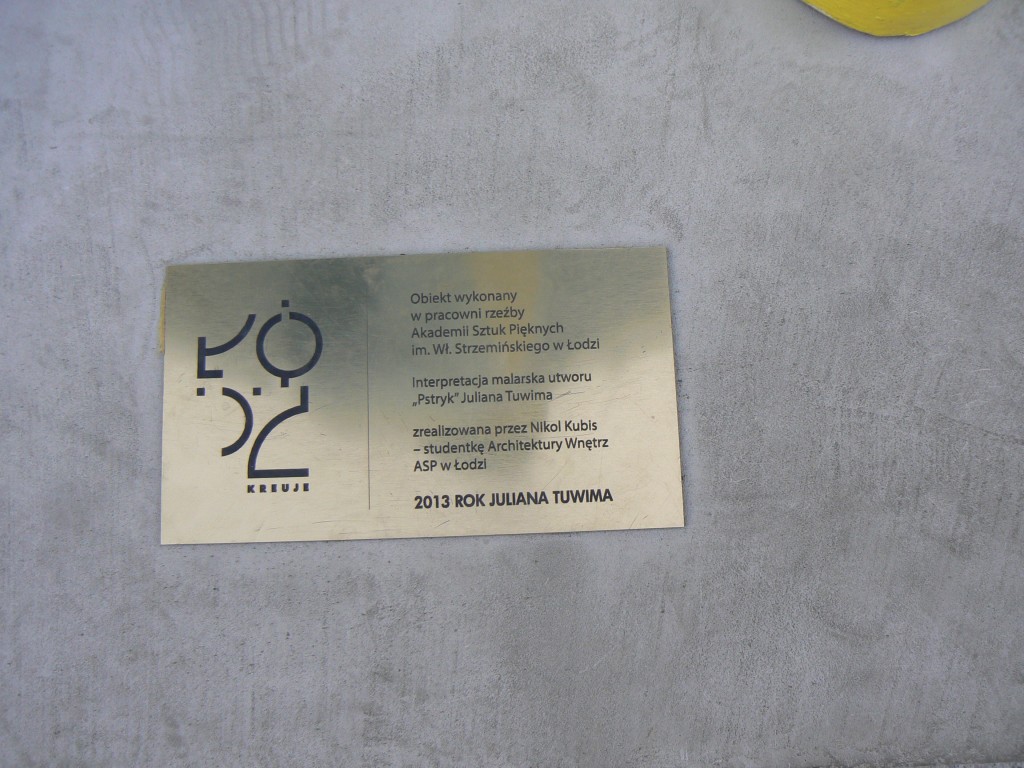 ŁÓDŹ
KREUJE
Obiekt wykonany
w pracowni rzeźby
Akademii Sztuk Pięknych
im. Wł. Strzemińskiego w Łodzi
Interpretacja malarska utworu
„Pstryk” Juliana Tuwima
zrealizowana przez Nikol Kubis
– studentkę Architektury Wnętrz
ASP w Łodzi
2013 ROK JULIANA TUWIMA